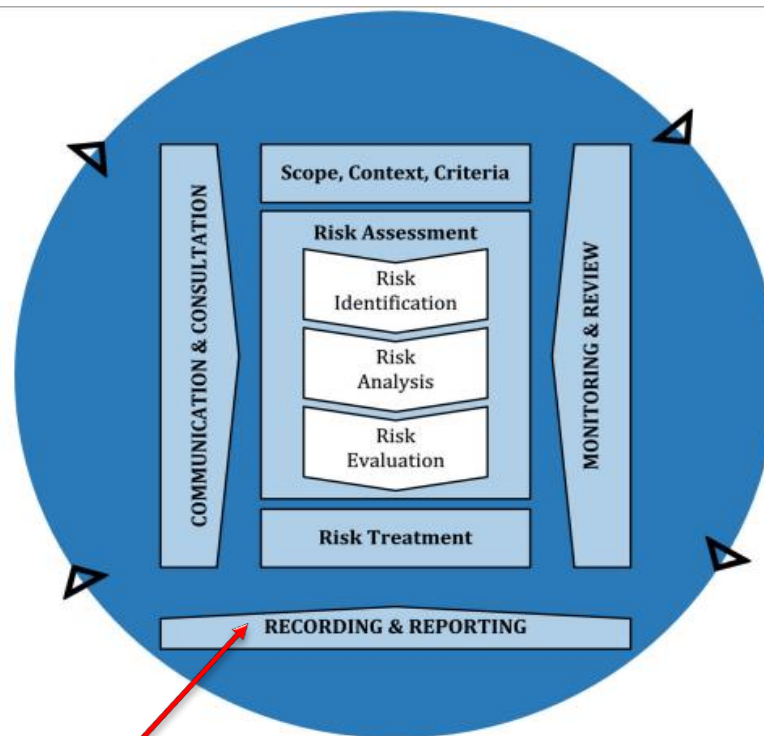 Scope, Context, Criteria
Risk Assessment
Risk
Identification
Risk
Analysis
Risk
Evaluation
Risk Treatment
COMMUNICATION & CONSULTATION
MONITORING & REVIEW
RECORDING & REPORTING